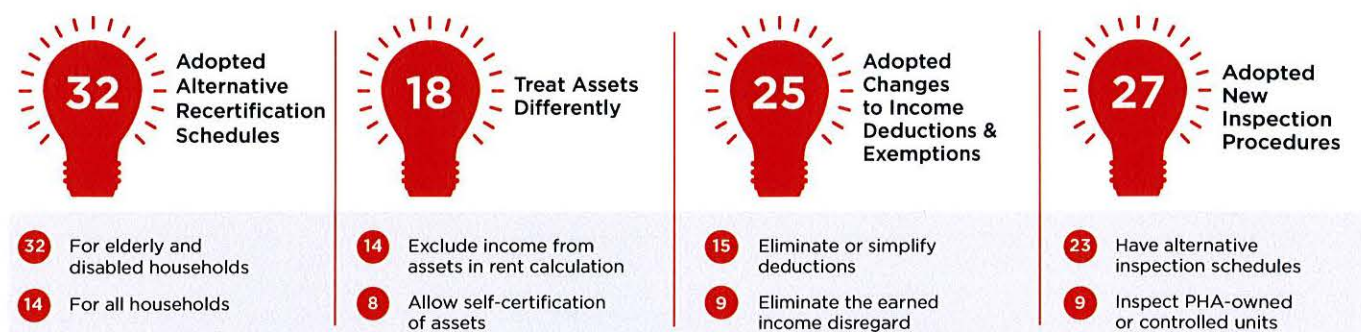 32
Adopted
Alternative
Recertification
Schedules
32 For elderly and
disabled households
14 For all households
18
Treat Assets
Differently
14 Exclude income from
assets in rent calculation
8 Allow self-certification
of assets
25
Adopted
Changes
to Income
Deductions &
Exemptions
15 Eliminate or simplify
deductions
9 Eliminate the earned
income disregard
27
Adopted
New
Inspection
Procedures
23 Have alternative
inspection schedules
9 Inspect PHA-owned
or controlled units